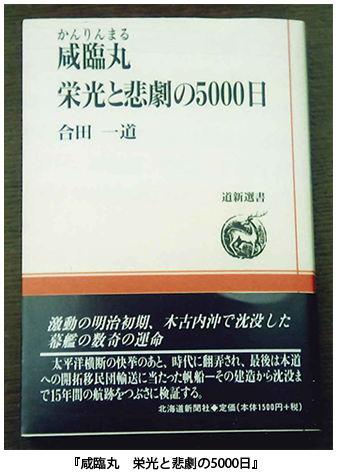 かんりんまる
咸臨丸
栄光と悲劇の5000日
合田 一道
道新選書
激動の明治初期、木古内沖で沈没した
幕艦の数奇の運命
太平洋横断の快挙のあと、時代に翻弄され、最後は本道
への開拓移民団輸送に当たった帆船─その建造から沈没ま
で15年間の航跡をつぶさに検証する。
北海道新聞社●定価(本体1500円+税)
『咸臨丸 栄光と悲劇の5000日』